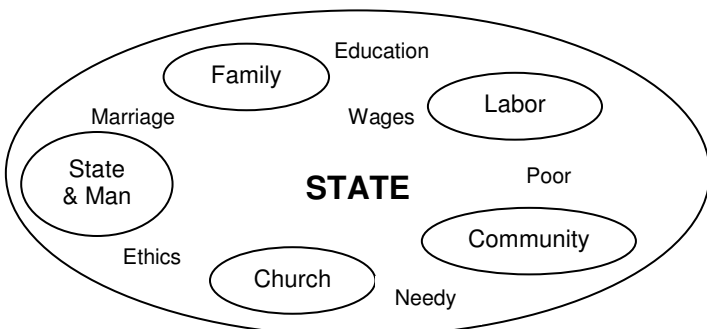 Education
Family
Labor
Marriage
Wages
State
& Man
STATE
Poor
Community
Ethics
Church
Needy